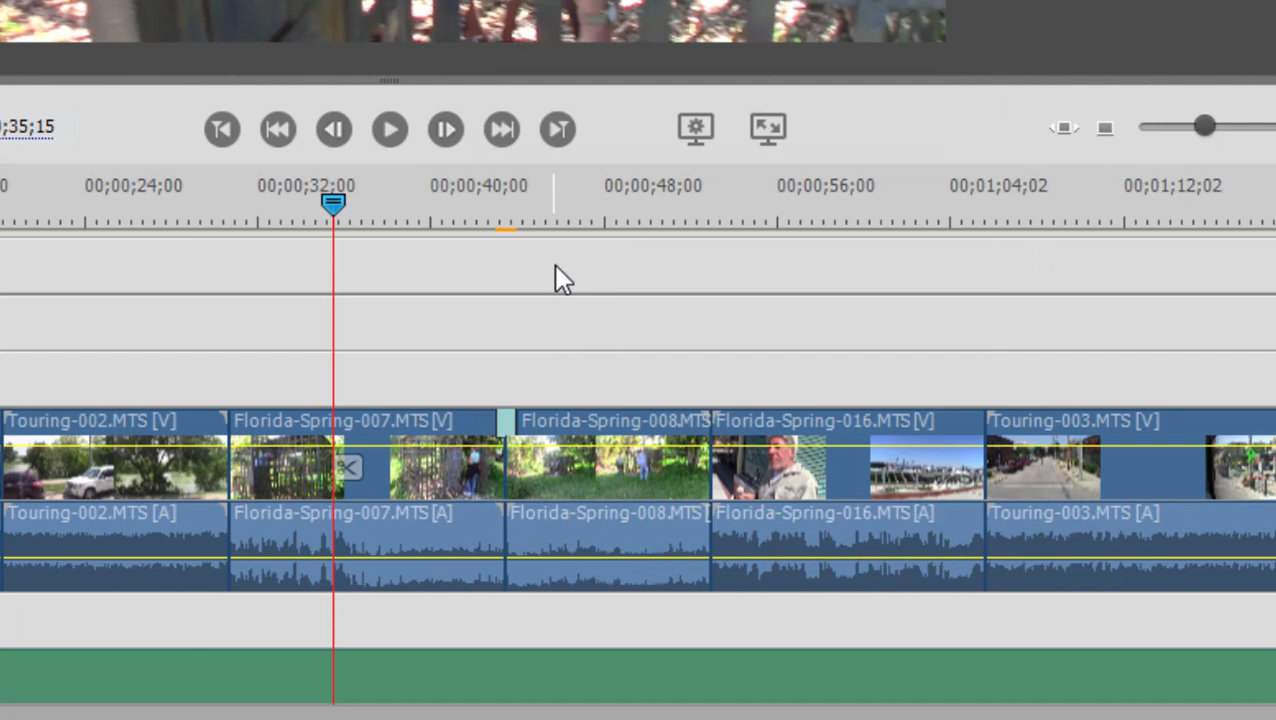 ;35;15
0 00;00;24;00 00;00;32;00 00;00;40;00 00;00;48;00 00;00;56;00 00;01;04;02 00;01;12;02
Touring-002.MTS [V] Florida-Spring-007.MTS [V] Florida-Spring-008.MTS Florida-Spring-016.MTS [V] Touring-003.MTS [V]
Touring-002.MTS [A] Florida-Spring-007.MTS [A] Florida-Spring-008.MTS [ Florida-Spring-016.MTS [A] Touring-003.MTS [A]